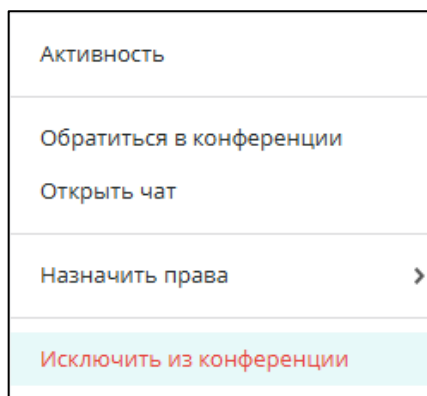 Активность
Обратиться в конференции
Открыть чат
Назначить права
Исключить из конференции